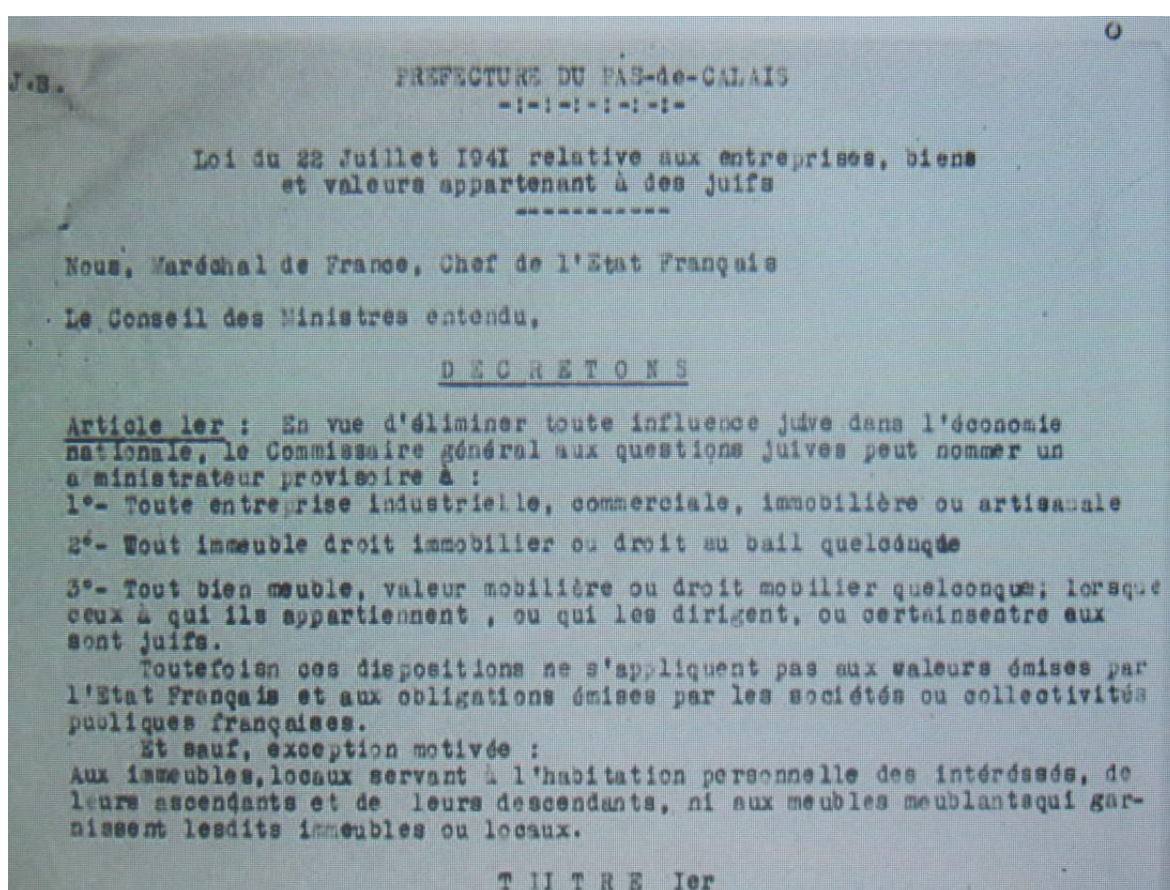 O
J.B.
PREFECTURE DU PAS-de-CALAIS
-:-:-:-:-:-:-
Loi du 22 Juillet I94I relative aux entreprises, biens
et valeurs appartenant à des juifs
-----------
Nous, Maréchal de France, Chef de l'Etat Français
Le Conseil des Ministres entendu,
D E C R E T O N S
Article 1er : En vue d'éliminer toute influence juive dans l'économie
nationale, le Commissaire général aux questions juives peut nommer un
a ministrateur provisoire à :
1°- Toute entreprise industrielle, commerciale, immobilière ou artisanale
2°- Tout immeuble droit immobilier ou droit au bail quelconque
3°- Tout bien meuble, valeur mobilière ou droit mobilier quelconque; lorsque
ceux à qui ils appartiennent , ou qui les dirigent, ou certainsentre eux
sont juifs.
Toutefoisn ces dispositions ne s'appliquent pas aux valeurs émises par
l'Etat Français et aux obligations émises par les sociétés ou collectivités
publiques françaises.
Et sauf, exception motivée :
Aux immeubles,locaux servant à l'habitation personnelle des intéréssés, de
leurs ascendants et de leurs descendants, ni aux meubles meublantsqui gar-
nissent lesdits immeubles ou locaux.
T II T R E Ier